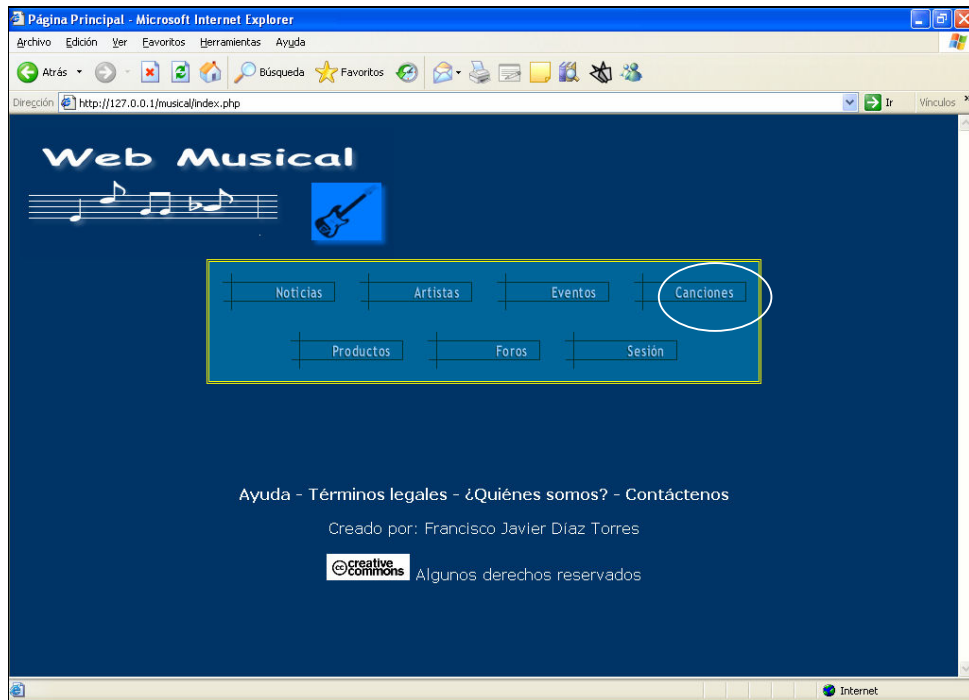 Página Principal - Microsoft Internet Explorer
Archivo Edición Ver Favoritos Herramientas Ayuda
Atrás Búsqueda Favoritos
Dirección http://127.0.0.1/musical/index.php Ir Vínculos »
Web Musical
Noticias Artistas Eventos Canciones
Productos Foros Sesión
Ayuda - Términos legales - ¿Quiénes somos? - Contáctenos
Creado por: Francisco Javier Díaz Torres
cc creative commons Algunos derechos reservados
Internet